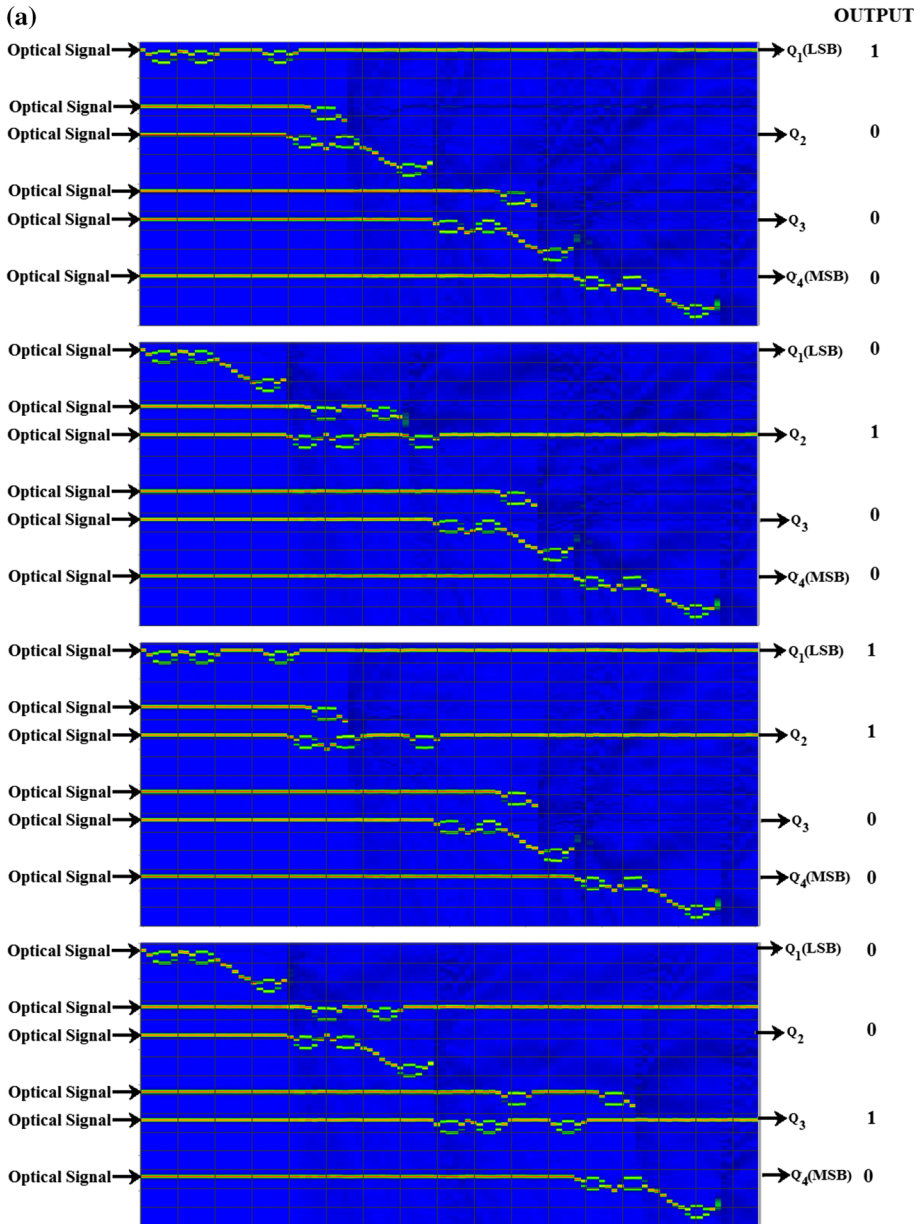 (a) OUTPUT
Optical Signal Q1(LSB) 1
Optical Signal
Optical Signal Q2 0
Optical Signal
Optical Signal Q3 0
Optical Signal Q4(MSB) 0
Optical Signal Q1(LSB) 0
Optical Signal
Optical Signal Q2 1
Optical Signal
Optical Signal Q3 0
Optical Signal Q4(MSB) 0
Optical Signal Q1(LSB) 1
Optical Signal
Optical Signal Q2 1
Optical Signal
Optical Signal Q3 0
Optical Signal Q4(MSB) 0
Optical Signal Q1(LSB) 0
Optical Signal
Optical Signal Q2 0
Optical Signal
Optical Signal Q3 1
Optical Signal Q4(MSB) 0